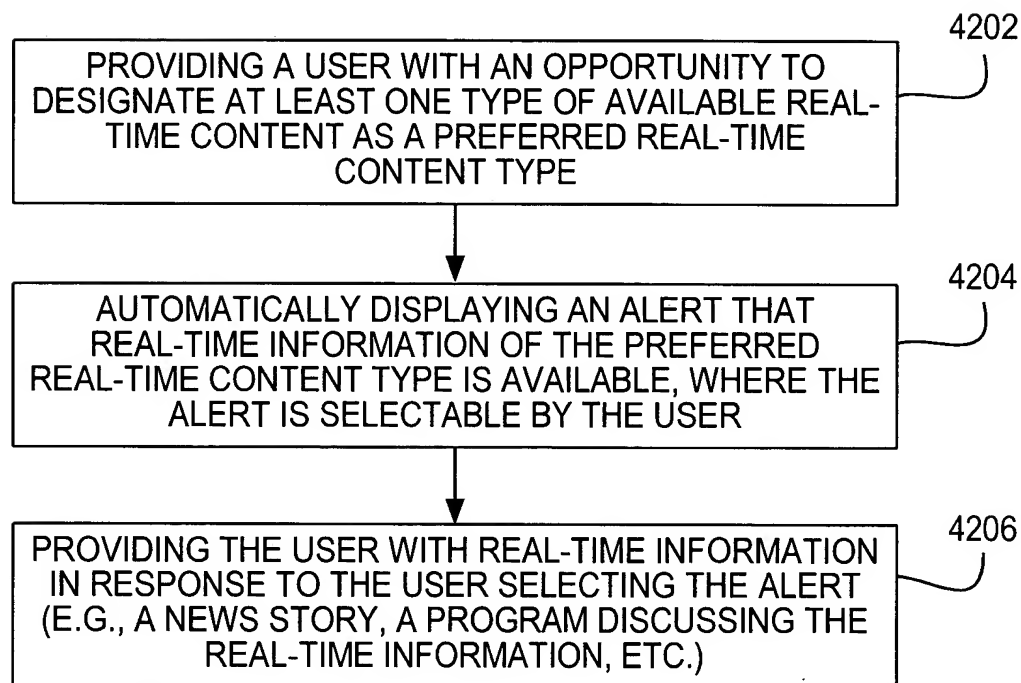 4202
PROVIDING A USER WITH AN OPPORTUNITY TO
DESIGNATE AT LEAST ONE TYPE OF AVAILABLE REAL-
TIME CONTENT AS A PREFERRED REAL-TIME
CONTENT TYPE
4204
AUTOMATICALLY DISPLAYING AN ALERT THAT
REAL-TIME INFORMATION OF THE PREFERRED
REAL-TIME CONTENT TYPE IS AVAILABLE, WHERE THE
ALERT IS SELECTABLE BY THE USER
4206
PROVIDING THE USER WITH REAL-TIME INFORMATION
IN RESPONSE TO THE USER SELECTING THE ALERT
(E.G., A NEWS STORY, A PROGRAM DISCUSSING THE
REAL-TIME INFORMATION, ETC.)